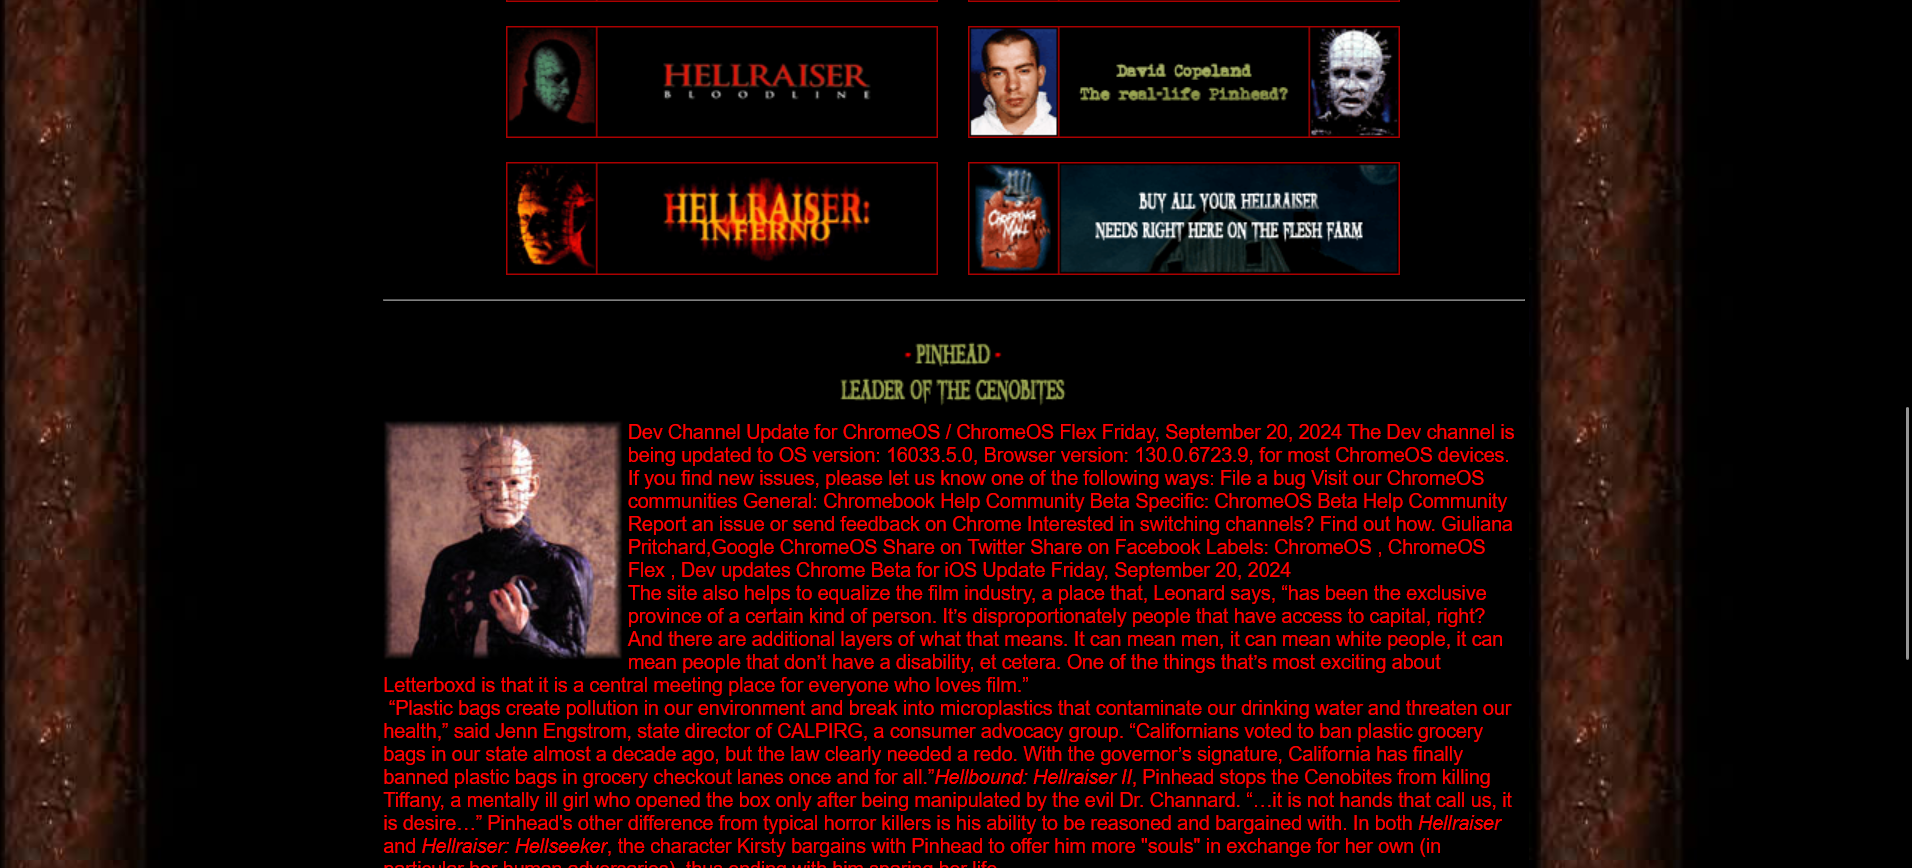 HELLRAISER
BLOODLINE
David Copeland
The real-life Pinhead?
HELLRAISER:
INFERNO
CHOPPING
MALL
BUY ALL YOUR HELLRAISER
NEEDS RIGHT HERE ON THE FLESH FARM
- PINHEAD -
LEADER OF THE CENOBITES
Dev Channel Update for ChromeOS / ChromeOS Flex Friday, September 20, 2024 The Dev channel is
being updated to OS version: 16033.5.0, Browser version: 130.0.6723.9, for most ChromeOS devices.
If you find new issues, please let us know one of the following ways: File a bug Visit our ChromeOS
communities General: Chromebook Help Community Beta Specific: ChromeOS Beta Help Community
Report an issue or send feedback on Chrome Interested in switching channels? Find out how. Giuliana
Pritchard,Google ChromeOS Share on Twitter Share on Facebook Labels: ChromeOS , ChromeOS
Flex , Dev updates Chrome Beta for iOS Update Friday, September 20, 2024
The site also helps to equalize the film industry, a place that, Leonard says, “has been the exclusive
province of a certain kind of person. It's disproportionately people that have access to capital, right?
And there are additional layers of what that means. It can mean men, it can mean white people, it can
mean people that don’t have a disability, et cetera. One of the things that’s most exciting about
Letterboxd is that it is a central meeting place for everyone who loves film.”
“Plastic bags create pollution in our environment and break into microplastics that contaminate our drinking water and threaten our
health,” said Jenn Engstrom, state director of CALPIRG, a consumer advocacy group. “Californians voted to ban plastic grocery
bags in our state almost a decade ago, but the law clearly needed a redo. With the governor’s signature, California has finally
banned plastic bags in grocery checkout lanes once and for all.”Hellbound: Hellraiser II, Pinhead stops the Cenobites from killing
Tiffany, a mentally ill girl who opened the box only after being manipulated by the evil Dr. Channard. “…it is not hands that call us, it
is desire…” Pinhead's other difference from typical horror killers is his ability to be reasoned and bargained with. In both Hellraiser
and Hellraiser: Hellseeker, the character Kirsty bargains with Pinhead to offer him more "souls" in exchange for her own (in
particular her human adversaries), thus ending with him sparing her life.